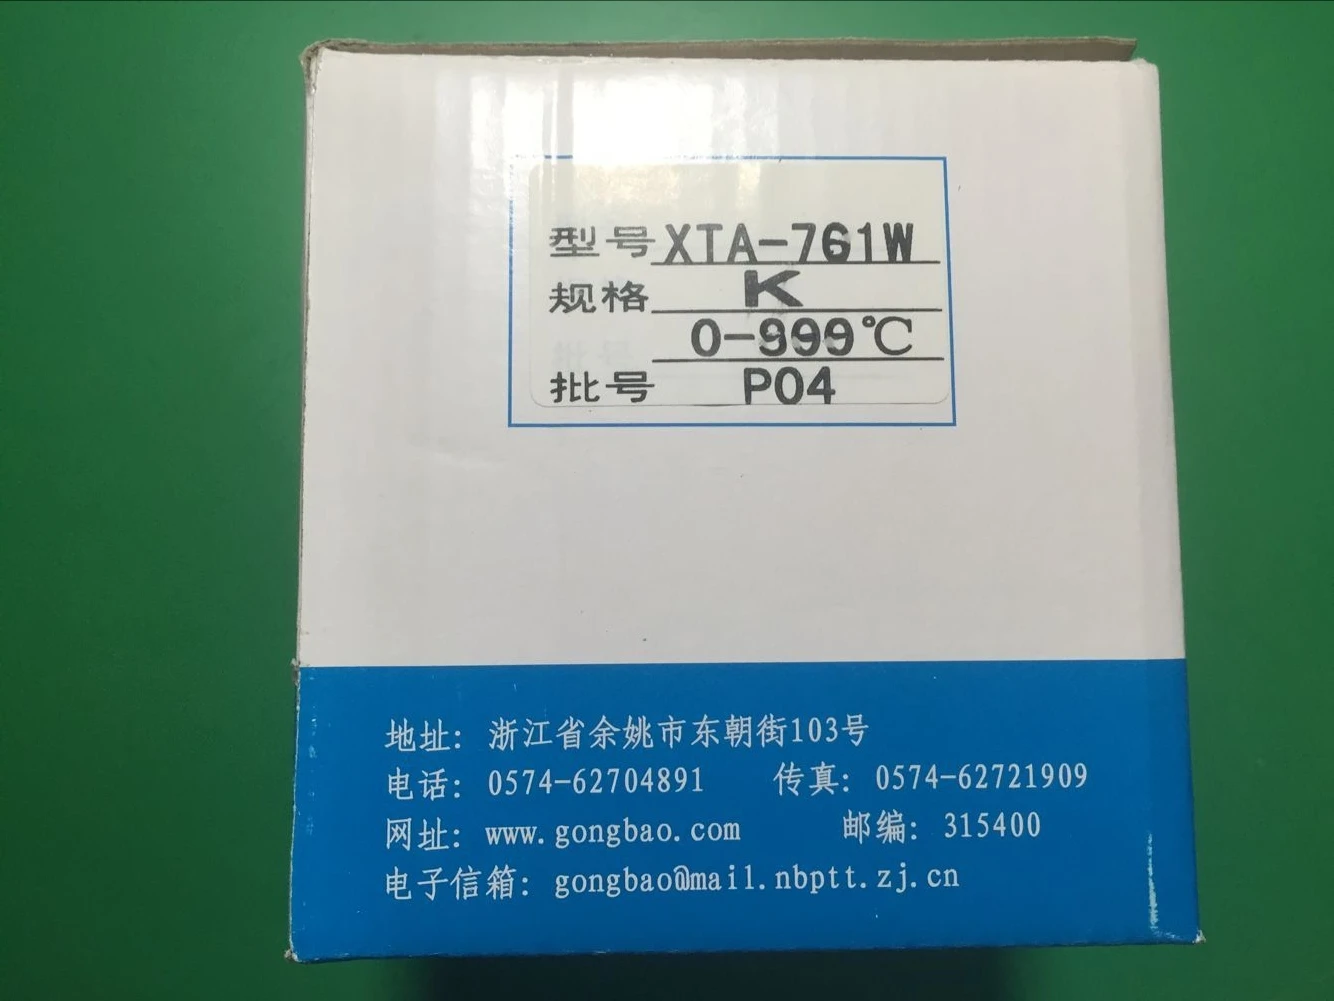 型号 XTA-761W
规格 K
0-999℃
批号 P04
地址: 浙江省余姚市东朝街103号
电话: 0574-62704891 传真: 0574-62721909
网址: www.gongbao.com 邮编: 315400
电子信箱: gongbao@mail.nbptt.zj.cn